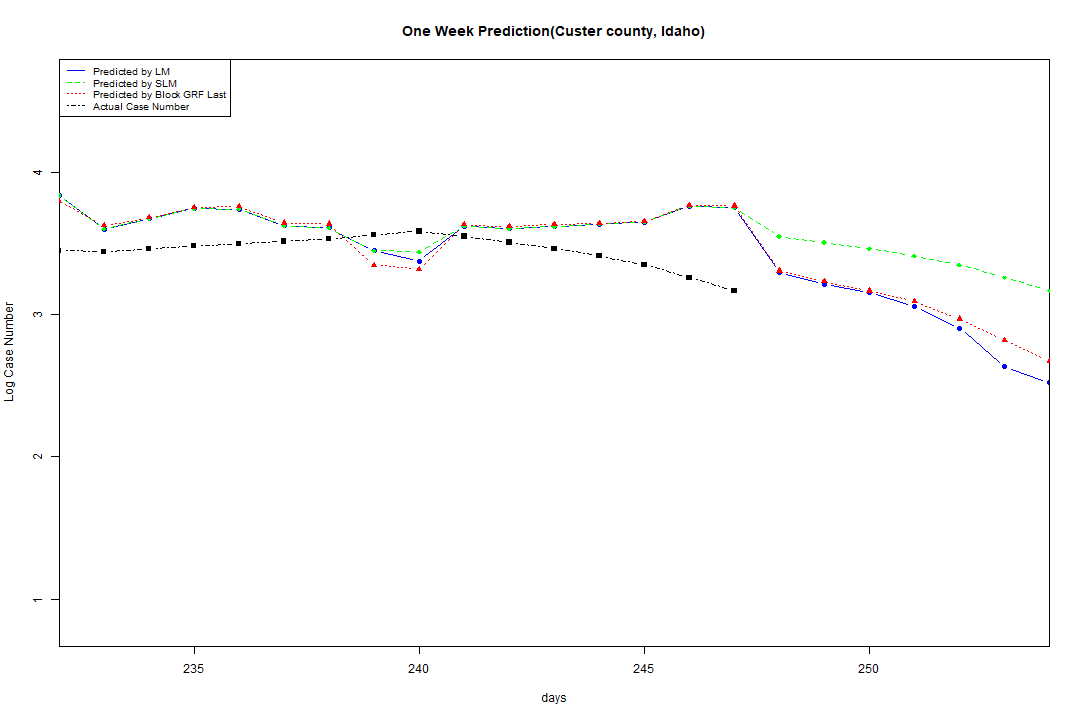 One Week Prediction(Custer county, Idaho)
Predicted by LM
Predicted by SLM
Predicted by Block GRF Last
Actual Case Number
4
3
2
1
Log Case Number
235 240 245 250
days